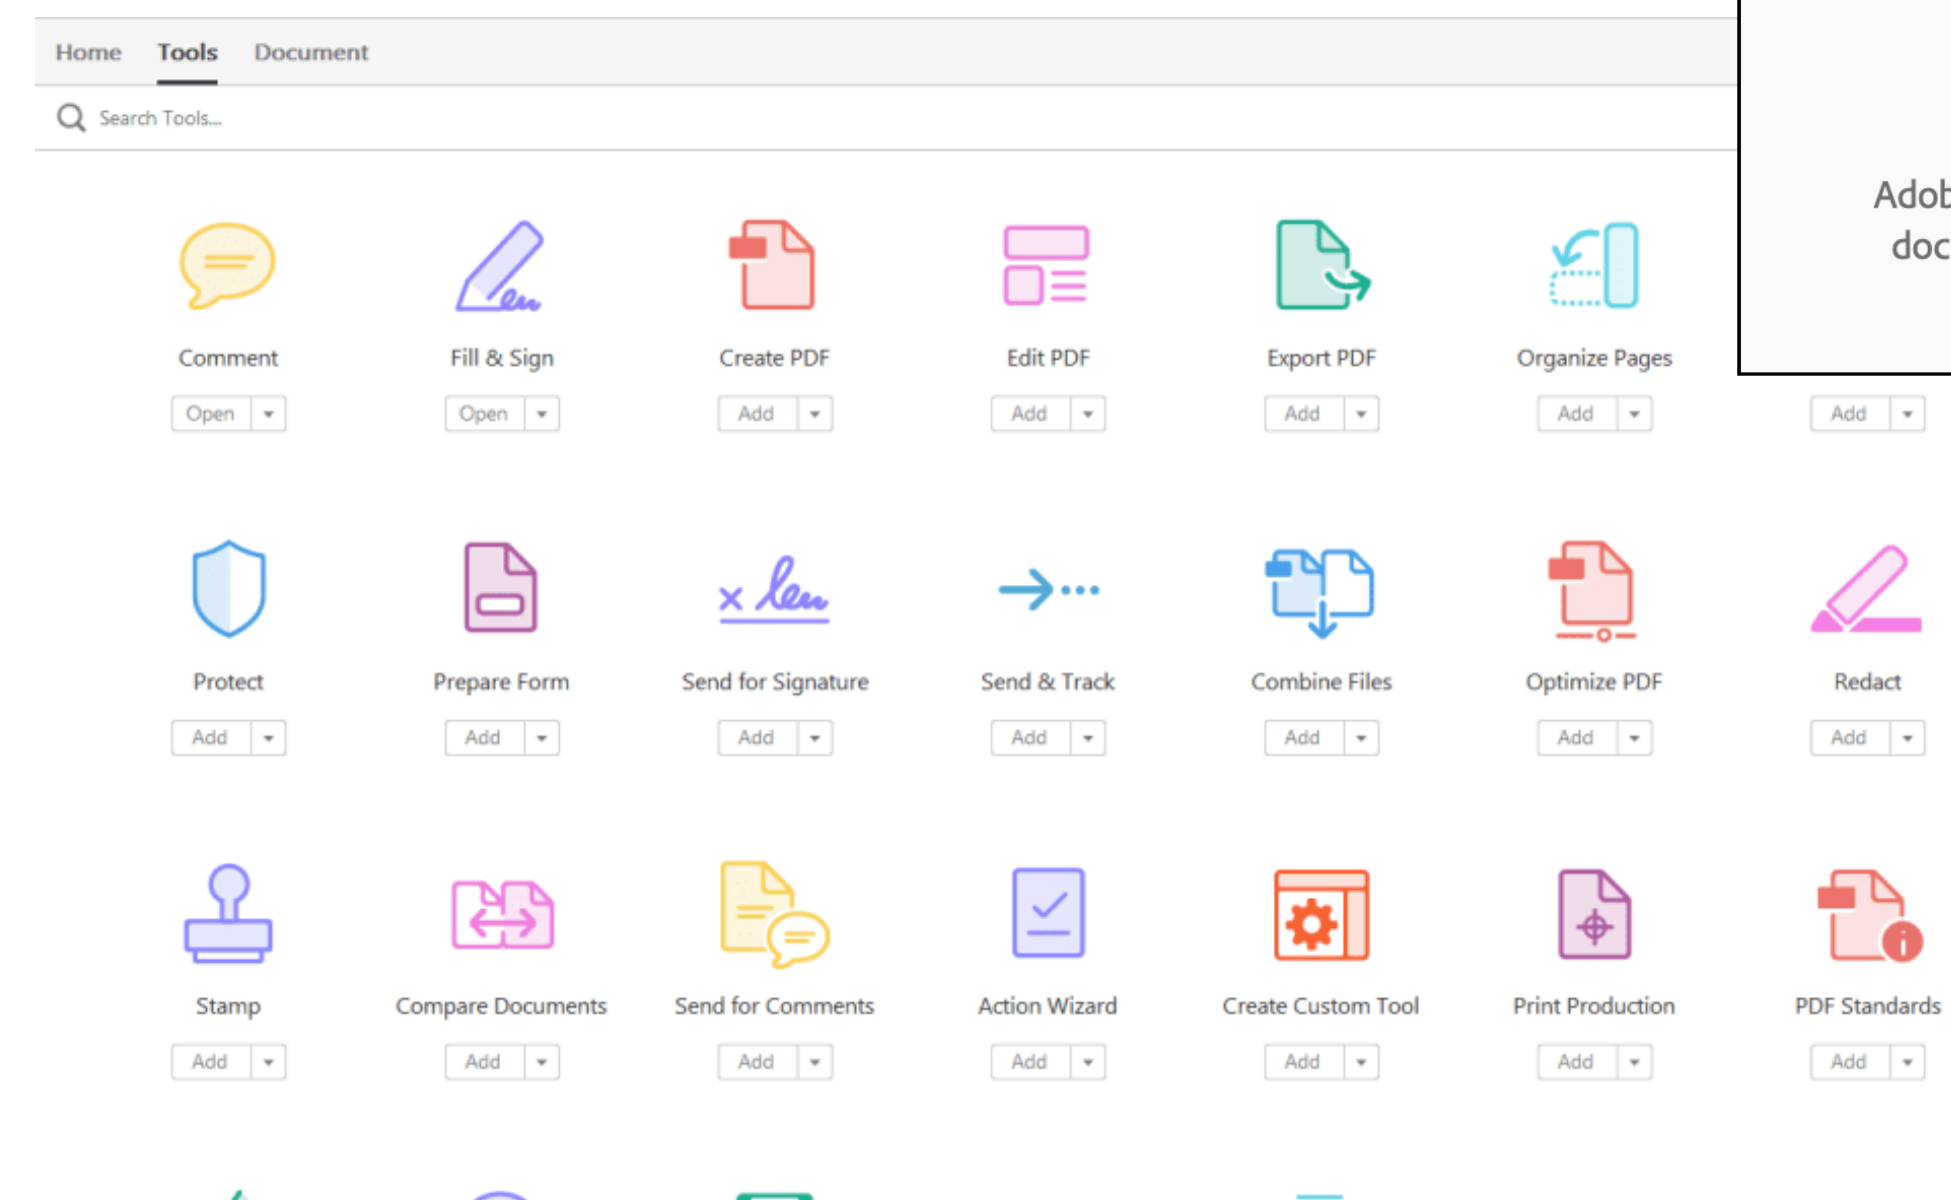 Home Tools Document
Search Tools...
Adob
doc
Comment Fill & Sign Create PDF Edit PDF Export PDF Organize Pages
Open Open Add Add Add Add Add
Protect Prepare Form Send for Signature Send & Track Combine Files Optimize PDF Redact
Add Add Add Add Add Add Add
Stamp Compare Documents Send for Comments Action Wizard Create Custom Tool Print Production PDF Standards
Add Add Add Add Add Add Add